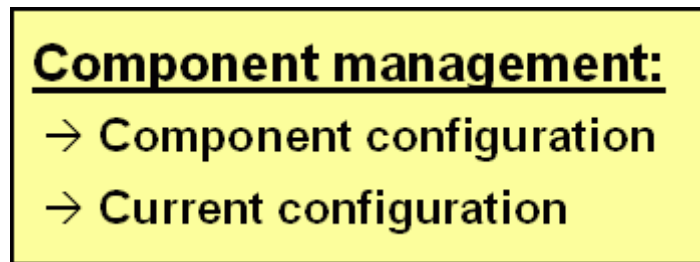 Component management:
→ Component configuration
→ Current configuration